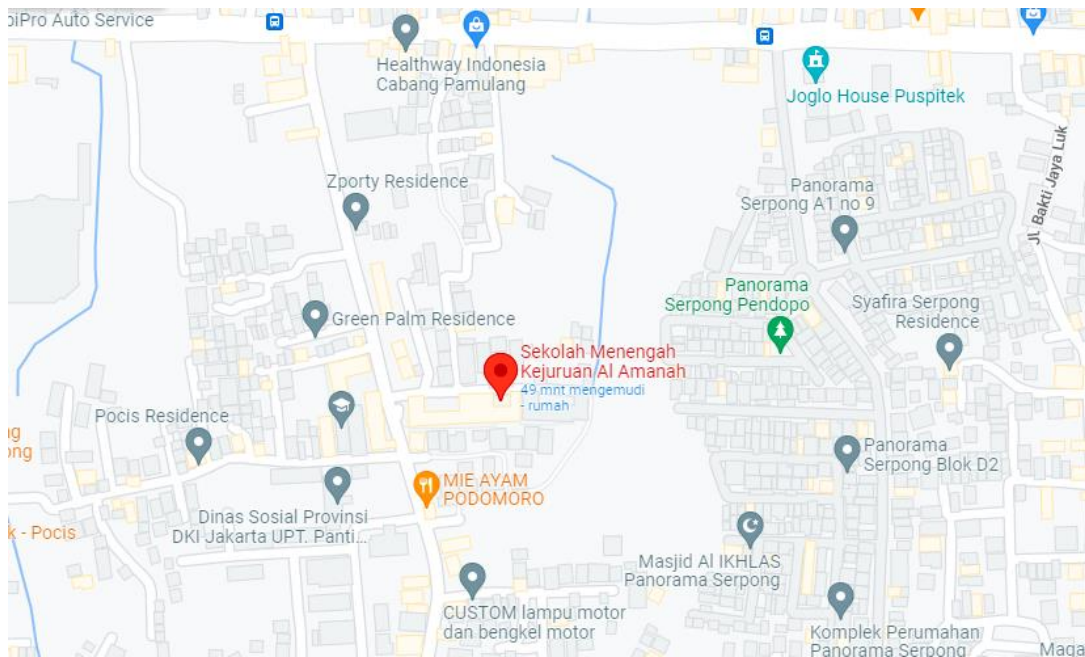 biPro Auto Service
Healthway Indonesia
Cabang Pamulang
Joglo House Puspitek
Jl. Bakti Jaya Luk
Zporty Residence
Panorama
Serpong A1 no 9
Panorama
Serpong Pendopo
Syafira Serpong
Residence
Green Palm Residence
Sekolah Menengah
Kejuruan Al Amanah
49 mnt mengemudi
- rumah
Pocis Residence
ng
ong
Panorama
Serpong Blok D2
MIE AYAM
PODOMORO
Dinas Sosial Provinsi
DKI Jakarta UPT. Panti...
k - Pocis
Masjid Al IKHLAS
Panorama Serpong
CUSTOM lampu motor
dan bengkel motor
Komplek Perumahan
Panorama Serpong
Maga